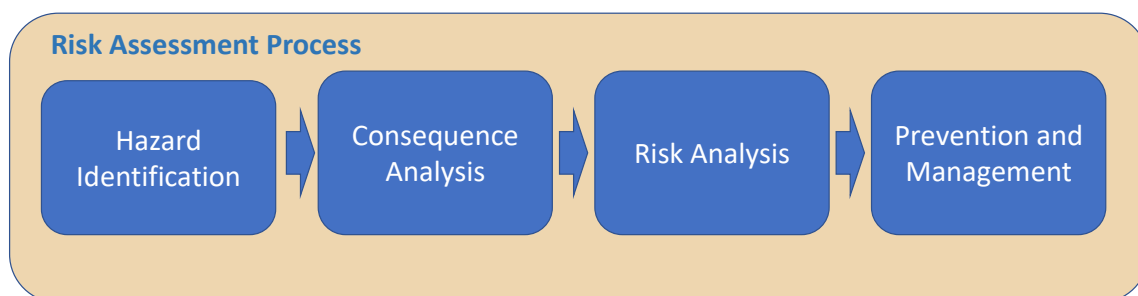 Risk Assessment Process
Hazard
Identification
Consequence
Analysis
Risk Analysis
Prevention and
Management